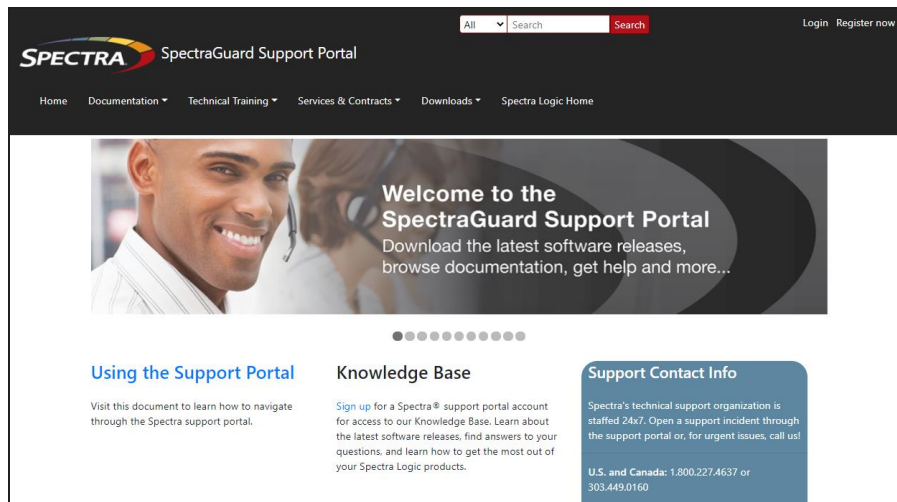 All Search Search Login Register now
SPECTRA SpectraGuard Support Portal
Home Documentation Technical Training Services & Contracts Downloads Spectra Logic Home
Welcome to the
SpectraGuard Support Portal
Download the latest software releases,
browse documentation, get help and more...
Using the Support Portal
Visit this document to learn how to navigate
through the Spectra support portal.
Knowledge Base
Sign up for a Spectra® support portal account
for access to our Knowledge Base. Learn about
the latest software releases, find answers to your
questions, and learn how to get the most out of
your Spectra Logic products.
Support Contact Info
Spectra's technical support organization is
staffed 24x7. Open a support incident through
the support portal or, for urgent issues, call us!
U.S. and Canada: 1.800.227.4637 or
303.449.0160